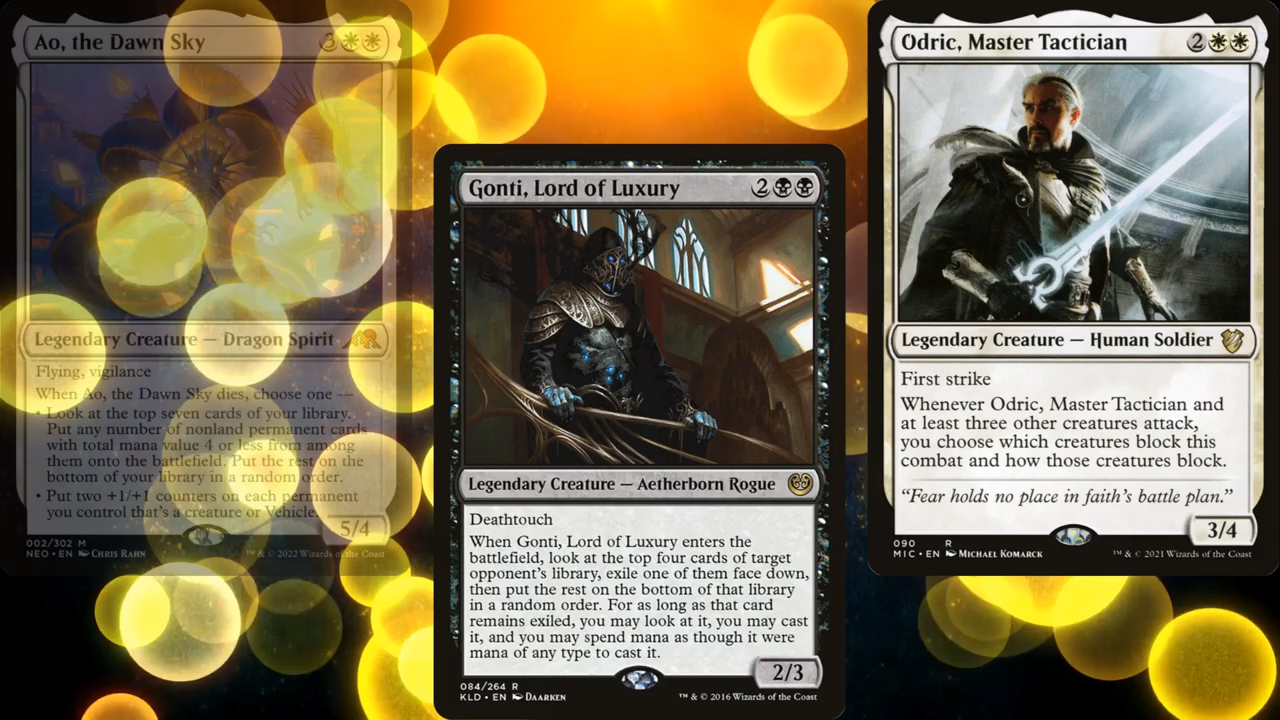 Ao, the Dawn Sky
3
Legendary Creature — Dragon Spirit
Flying, vigilance
When Ao, the Dawn Sky dies, choose one —
• Look at the top seven cards of your library.
Put any number of nonland permanent cards
with total mana value 4 or less from among
them onto the battlefield. Put the rest on the
bottom of your library in a random order.
• Put two +1/+1 counters on each permanent
you control that's a creature or Vehicle.
5/4
002/302 M
NEO • EN Chris Rahn
™ & © 2022 Wizards of the Coast
Gonti, Lord of Luxury
2
Legendary Creature — Aetherborn Rogue
Deathtouch
When Gonti, Lord of Luxury enters the
battlefield, look at the top four cards of target
opponent's library, exile one of them face down,
then put the rest on the bottom of that library
in a random order. For as long as that card
remains exiled, you may look at it, you may cast
it, and you may spend mana as though it were
mana of any type to cast it.
2/3
084/264 R
KLD • EN Daarken
™ & © 2016 Wizards of the Coast
Odric, Master Tactician
2
Legendary Creature — Human Soldier
First strike
Whenever Odric, Master Tactician and
at least three other creatures attack,
you choose which creatures block this
combat and how those creatures block.
“Fear holds no place in faith's battle plan.”
3/4
090 R
MIC • EN Michael Komarck
™ & © 2021 Wizards of the Coast